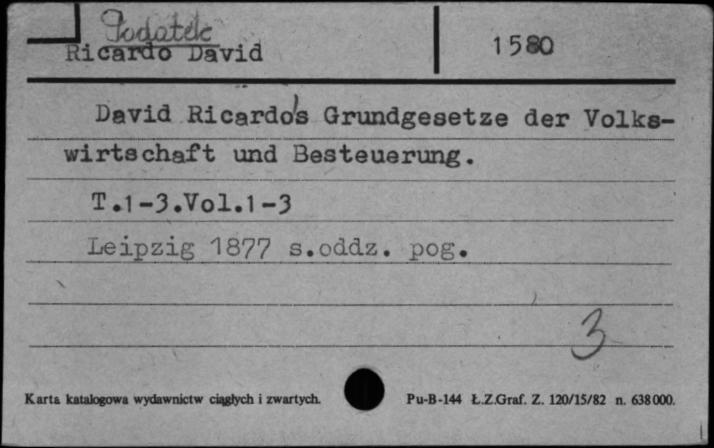 Podatek
Ricardo David
1580
David Ricardo's Grundgesetze der Volks-
wirtschaft und Besteuerung.
T.1-3.Vol.1-3
Leipzig 1877 s.oddz. pog.
3
Karta katalogowa wydawnictw ciągłych i zwartych.
Pu-B-144 Ł.Z.Graf. Z. 120/15/82 n. 638000.